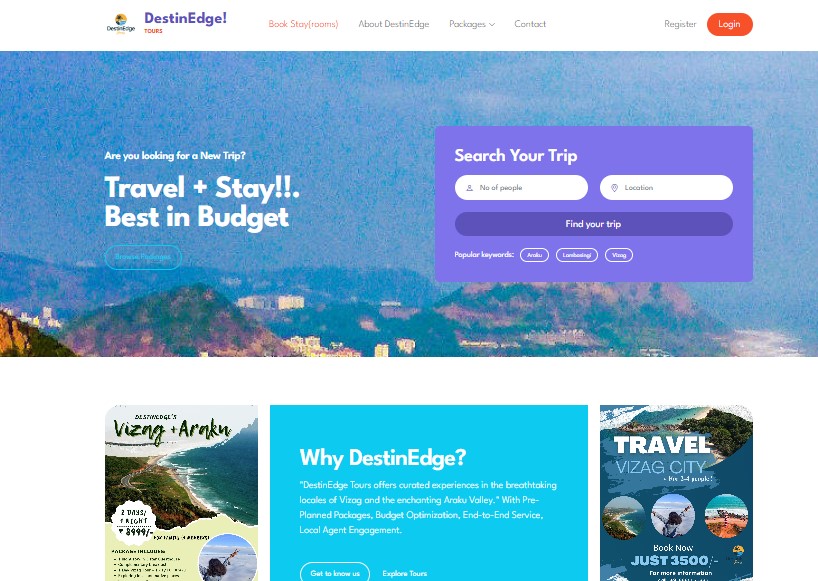 DestinEdge!
TOURS
DestinEdge
Book Stay(rooms)
About DestinEdge
Packages
Contact
Register
Login
Are you looking for a New Trip?
Travel + Stay!!.
Best in Budget
Browse Packages
Search Your Trip
No of people
Location
Find your trip
Popular keywords:
Araku
Lambasingi
Vizag
DESTINEDGE'S
Vizag +Araku
2 DAYS/
1 NIGHT
₹ 8999/-
PACKAGE INCLUDES:
Why DestinEdge?
"DestinEdge Tours offers curated experiences in the breathtaking
locales of Vizag and the enchanting Araku Valley." With Pre-
Planned Packages, Budget Optimization, End-to-End Service,
Local Agent Engagement.
Get to know us
Explore Tours
TRAVEL
VIZAG CITY
For 2-4 people!
Book Now
JUST 3500/-
For more information